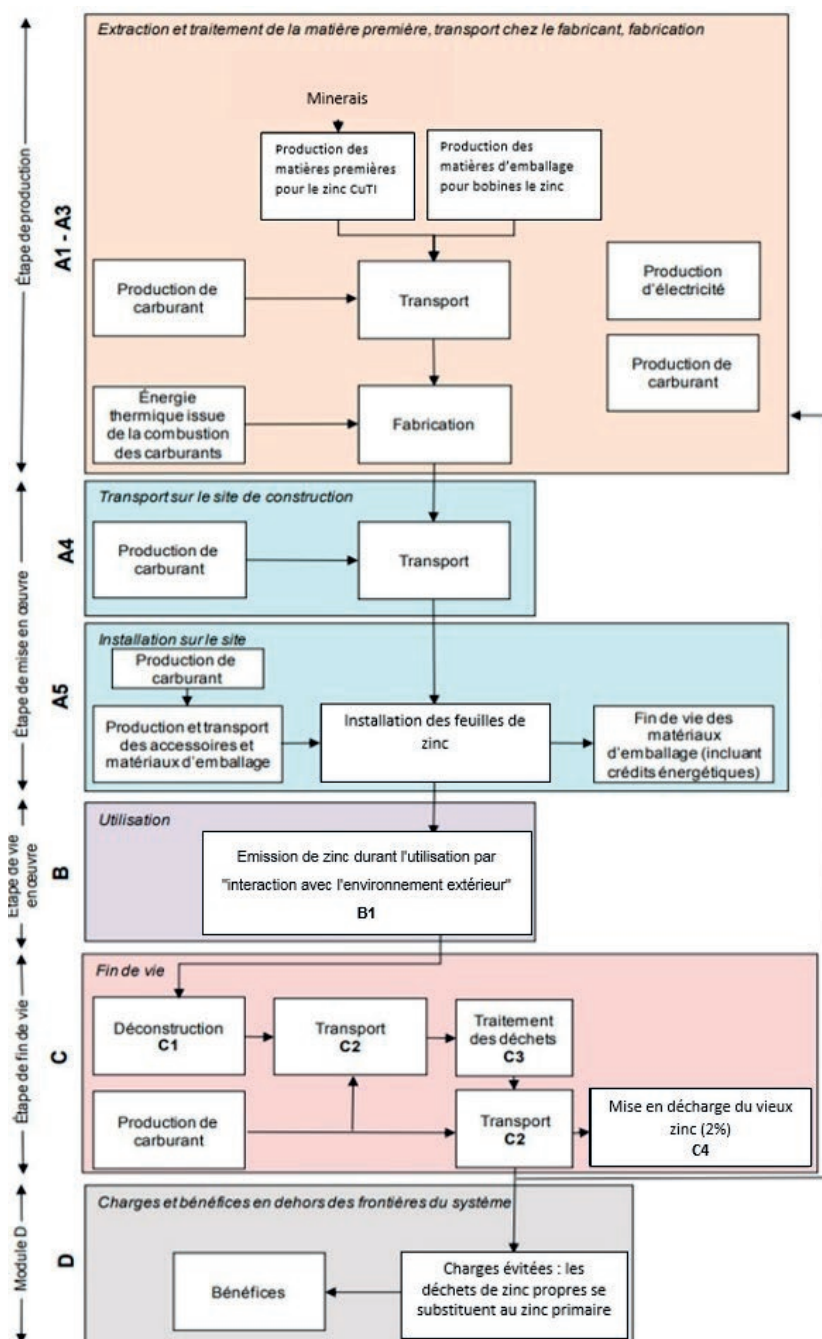 Extraction et traitement de la matière première, transport chez le fabricant, fabrication
Étape de production
A1 - A3
Minerais
Production des
matières premières
pour le zinc CuTI
Production des
matières d'emballage
pour bobines le zinc
Production de
carburant
Transport
Production
d'électricité
Production de
carburant
Énergie
thermique issue
de la combustion
des carburants
Fabrication
Étape de mise en œuvre
A4
Transport sur le site de construction
Production de
carburant
Transport
A5
Installation sur le site
Production de
carburant
Production et transport
des accessoires et
matériaux d'emballage
Installation des feuilles de
zinc
Fin de vie des
matériaux
d'emballage (incluant
crédits énergétiques)
Étape de vie
en œuvre
B
Utilisation
Emission de zinc durant l'utilisation par
"interaction avec l'environnement extérieur"
B1
Étape de fin de vie
C
Fin de vie
Déconstruction
C1
Transport
C2
Traitement
des déchets
C3
Production de
carburant
Transport
C2
Mise en décharge du vieux
zinc (2%)
C4
Module D
D
Charges et bénéfices en dehors des frontières du système
Bénéfices
Charges évitées : les
déchets de zinc propres se
substituent au zinc primaire